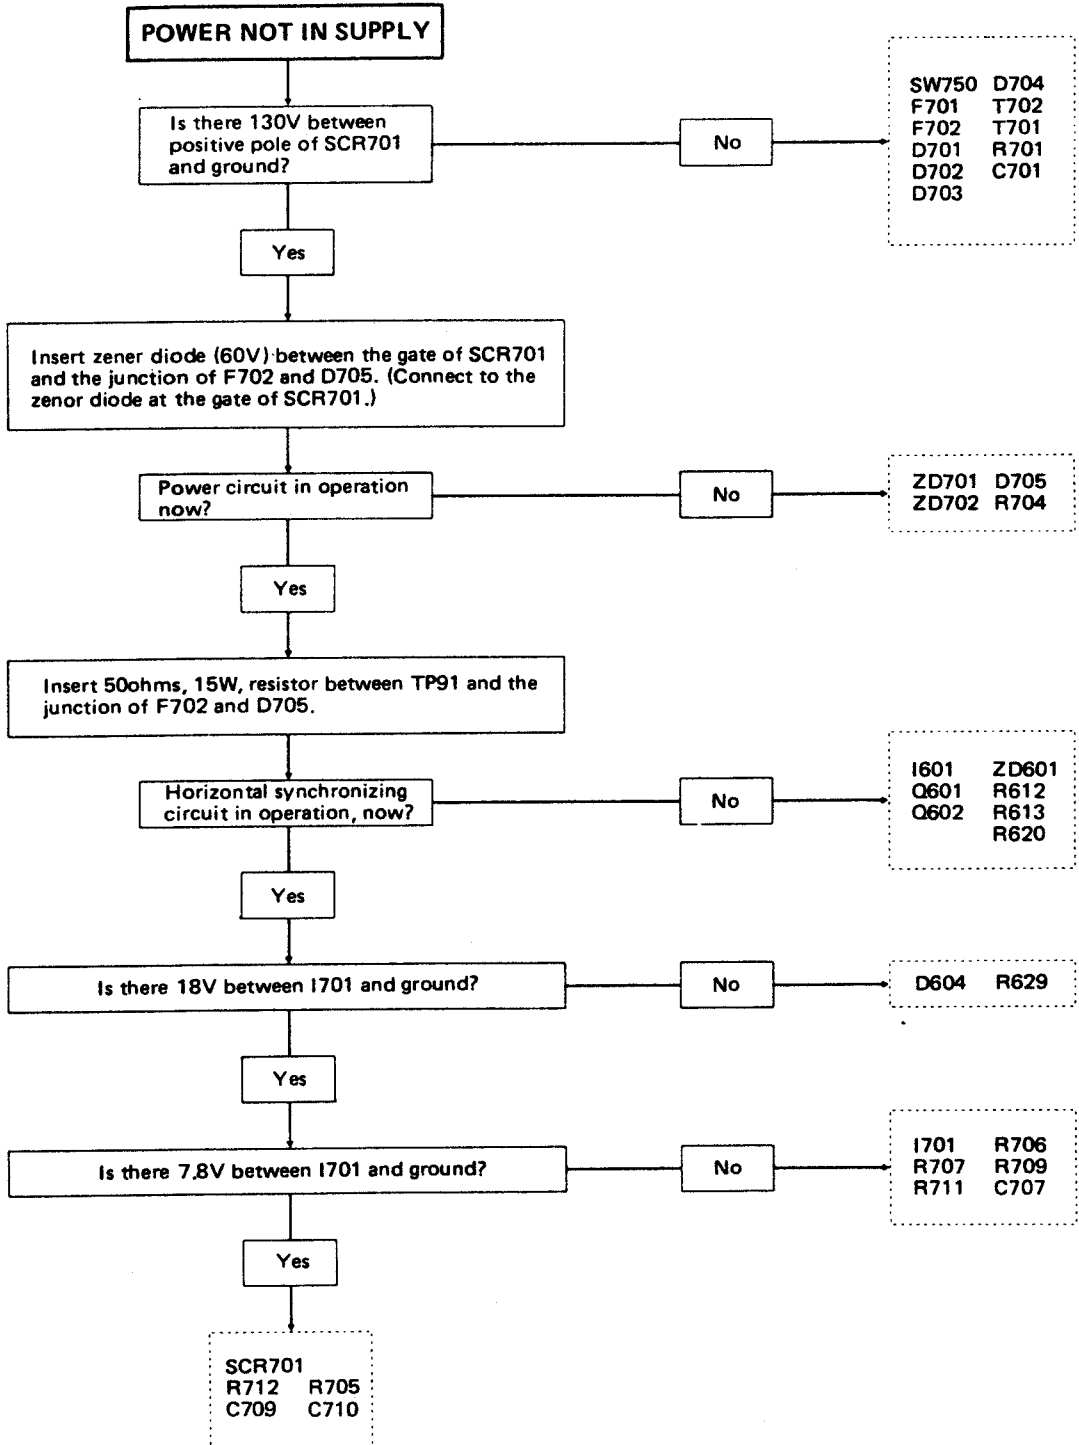 POWER NOT IN SUPPLY
Is there 130V between
positive pole of SCR701
and ground?
No
SW750 D704
F701 T702
F702 T701
D701 R701
D702 C701
D703
Yes
Insert zener diode (60V) between the gate of SCR701
and the junction of F702 and D705. (Connect to the
zenor diode at the gate of SCR701.)
Power circuit in operation
now?
No
ZD701 D705
ZD702 R704
Yes
Insert 50ohms, 15W, resistor between TP91 and the
junction of F702 and D705.
Horizontal synchronizing
circuit in operation, now?
No
I601 ZD601
Q601 R612
Q602 R613
R620
Yes
Is there 18V between I701 and ground?
No
D604 R629
Yes
Is there 7.8V between I701 and ground?
No
I701 R706
R707 R709
R711 C707
Yes
SCR701
R712 R705
C709 C710